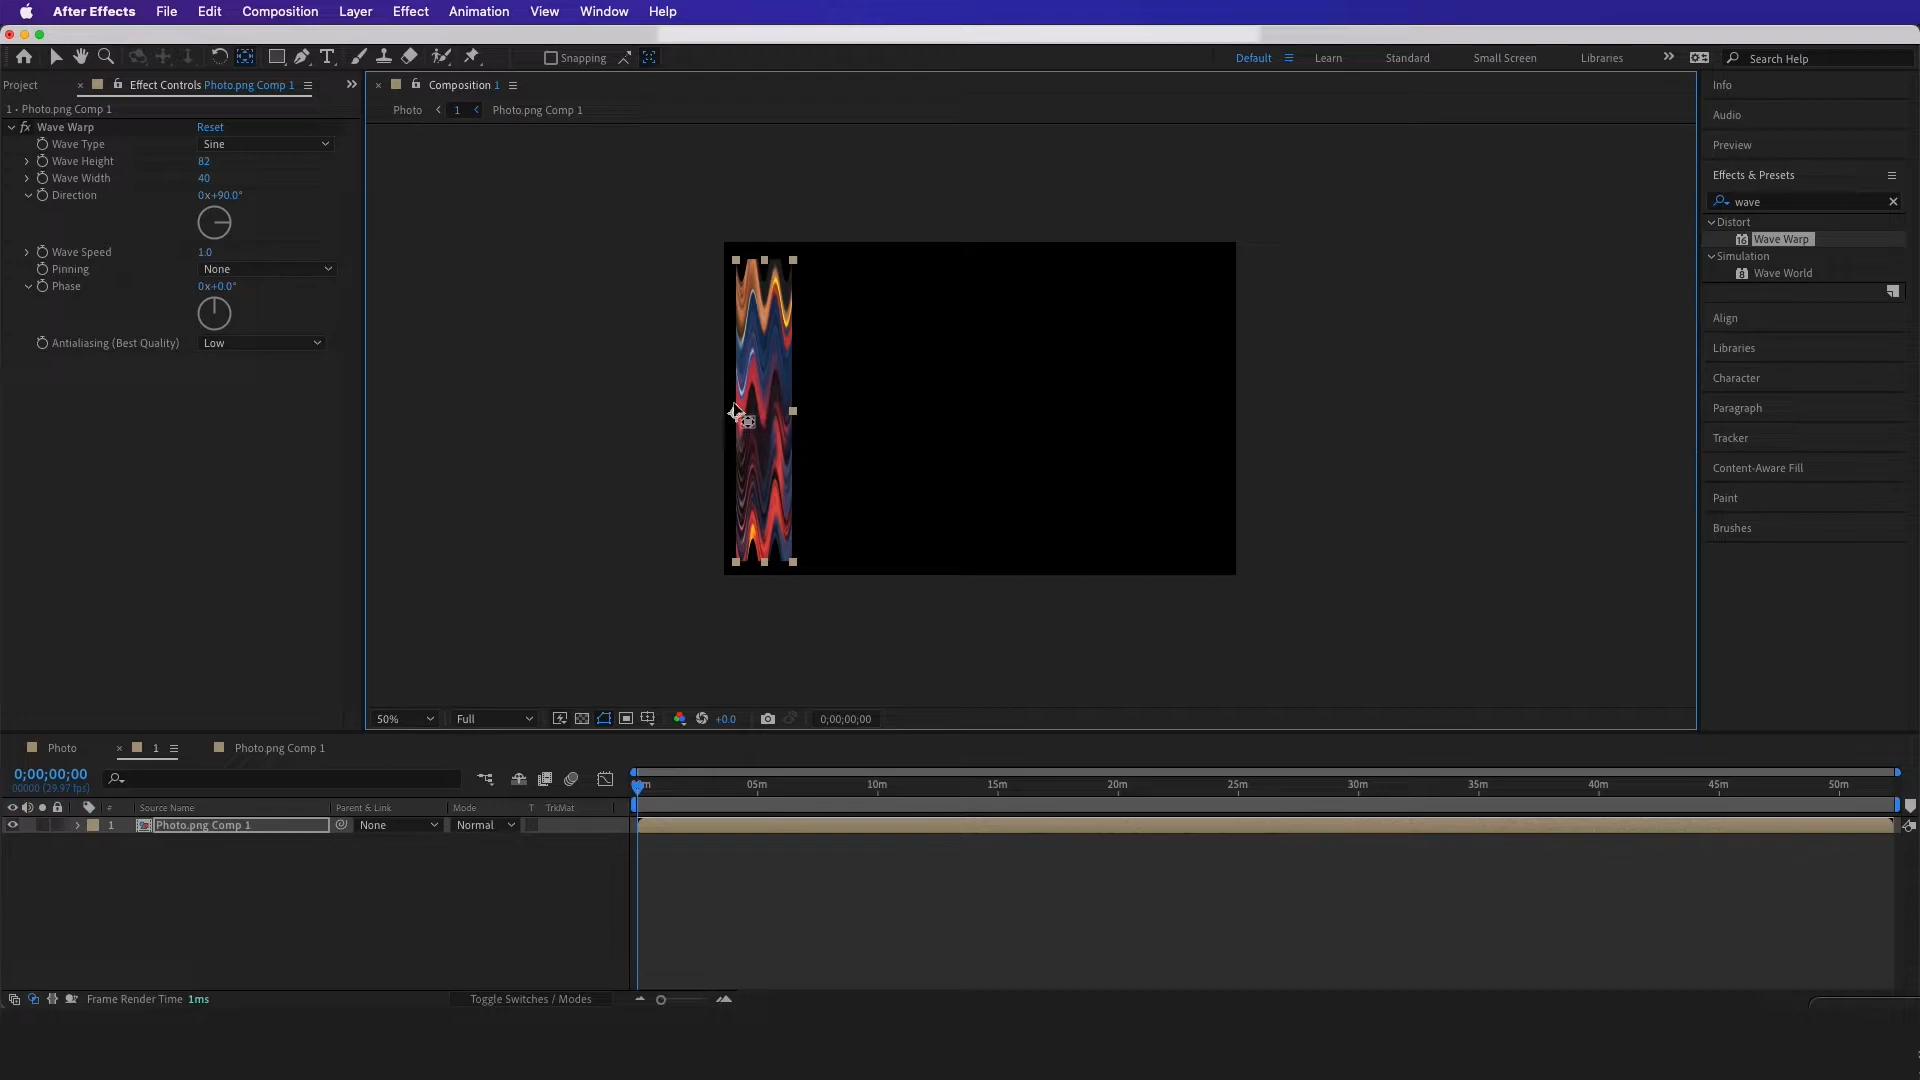 After Effects File Edit Composition Layer Effect Animation View Window Help
Snapping Default Learn Standard Small Screen Libraries Search Help
Project Effect Controls Photo.png Comp 1
1 • Photo.png Comp 1
fx Wave Warp Reset
Wave Type Sine
Wave Height 82
Wave Width 40
Direction 0x+90.0°
Wave Speed 1.0
Pinning None
Phase 0x+0.0°
Antialiasing (Best Quality) Low
Composition 1
Photo 1 Photo.png Comp 1
50% Full +0.0 0;00;00;00
Info
Audio
Preview
Effects & Presets
wave
Distort
16 Wave Warp
Simulation
8 Wave World
Align
Libraries
Character
Paragraph
Tracker
Content-Aware Fill
Paint
Brushes
Photo 1 Photo.png Comp 1
0;00;00;00
00000 (29.97 fps)
05m 10m 15m 20m 25m 30m 35m 40m 45m 50m
# Source Name Parent & Link Mode T TrkMat
1 Photo.png Comp 1 None Normal
Frame Render Time 1ms Toggle Switches / Modes